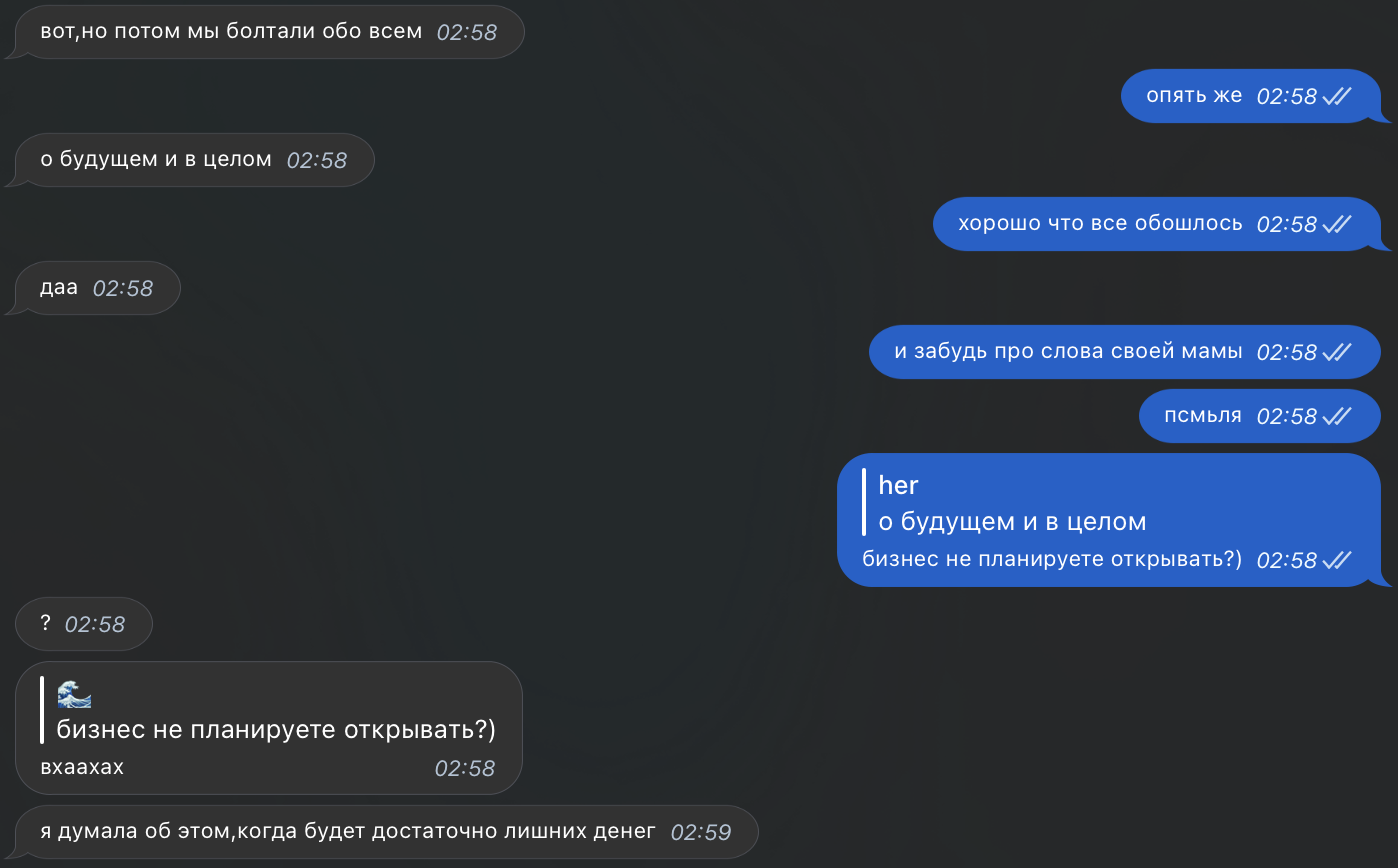 вот,но потом мы болтали обо всем 02:58
опять же 02:58
о будущем и в целом 02:58
хорошо что все обошлось 02:58
даа 02:58
и забудь про слова своей мамы 02:58
псмьля 02:58
her
о будущем и в целом
бизнес не планируете открывать?) 02:58
? 02:58
🌊
бизнес не планируете открывать?)
вхаахах 02:58
я думала об этом,когда будет достаточно лишних денег 02:59